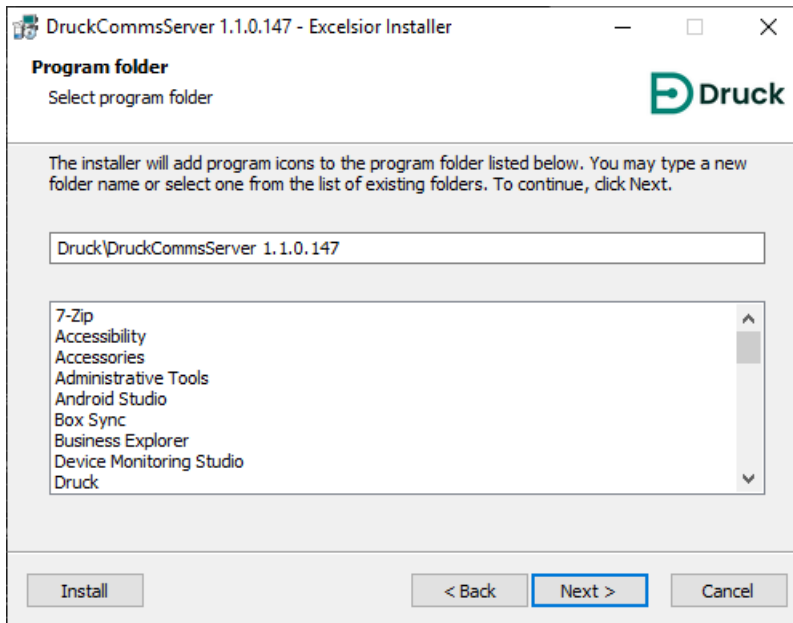 DruckCommsServer 1.1.0.147 - Excelsior Installer
Program folder
Select program folder
Druck
The installer will add program icons to the program folder listed below. You may type a new
folder name or select one from the list of existing folders. To continue, click Next.
Druck\DruckCommsServer 1.1.0.147
7-Zip
Accessibility
Accessories
Administrative Tools
Android Studio
Box Sync
Business Explorer
Device Monitoring Studio
Druck
Install
< Back
Next >
Cancel